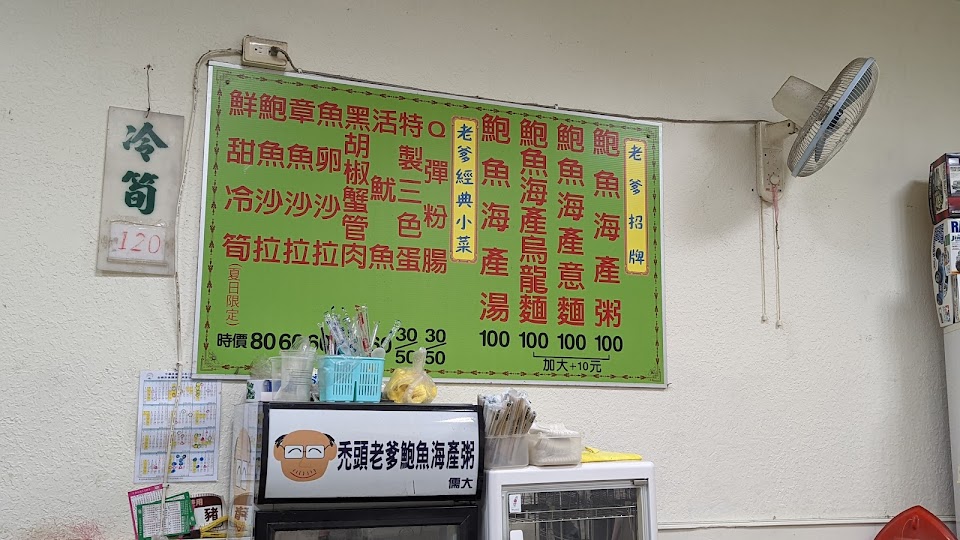 老爹招牌
鮑魚海產粥 100
鮑魚海產意麵 100
鮑魚海產烏龍麵 100
加大+10元
鮑魚海產湯 100
老爹經典小菜
Q彈粉腸 30/50
特製三色蛋 30/50
活魷魚
黑胡椒蟹管肉
魚卵沙拉 60
章魚沙拉 60
鮑魚沙拉 80
鮮甜冷筍(夏日限定) 時價
冷筍
120
禿頭老爹鮑魚海產粥
儒大
豬